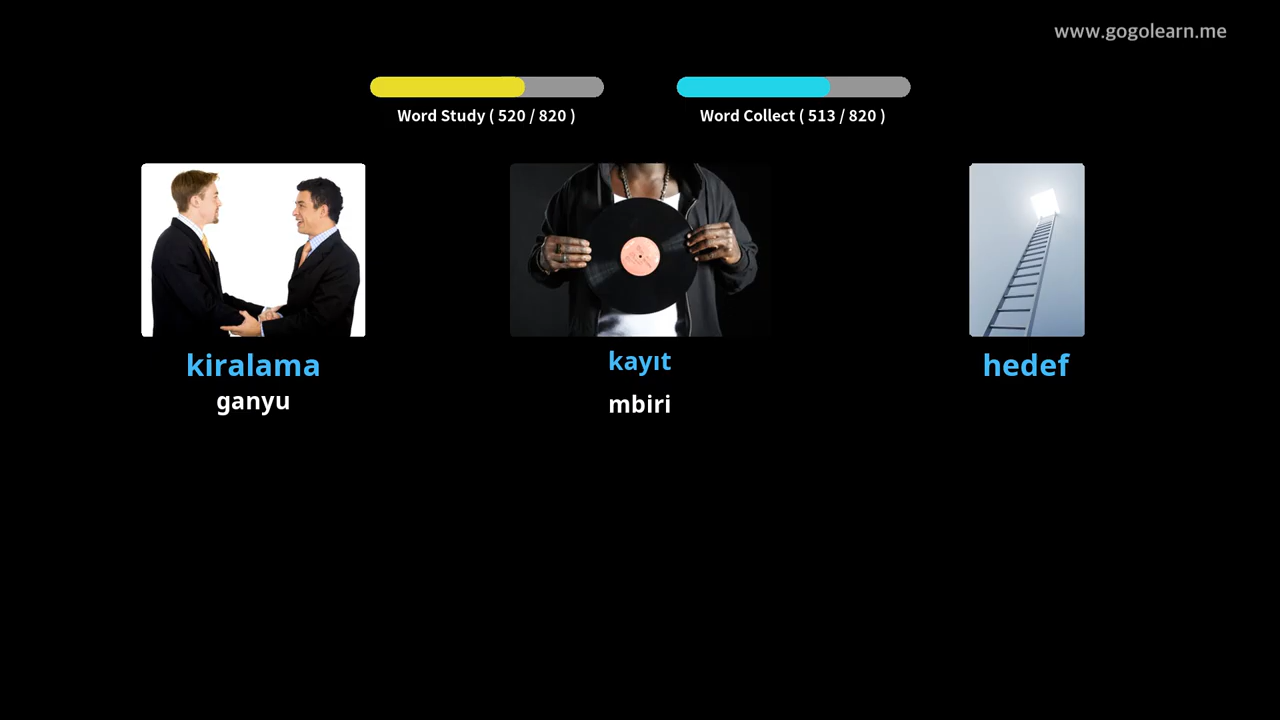 www.gogolearn.me
Word Study ( 520 / 820 )
Word Collect ( 513 / 820 )
kiralama
ganyu
kayıt
mbiri
hedef